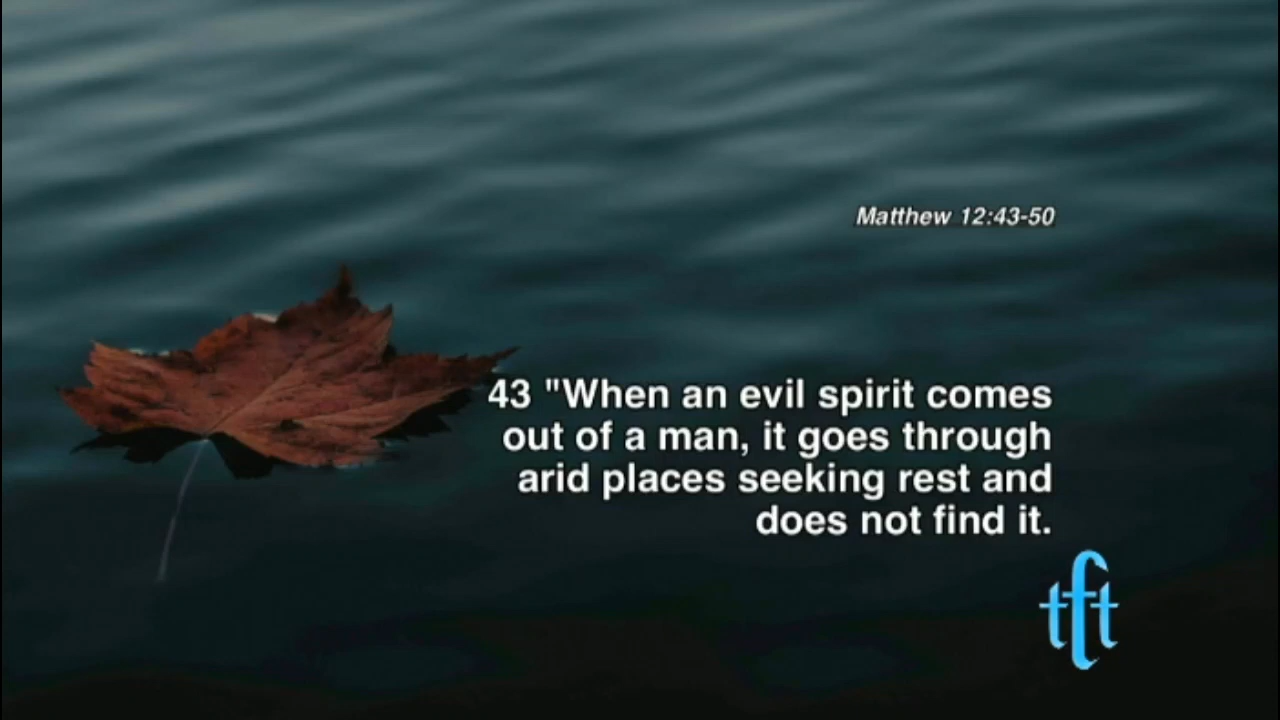 Matthew 12:43-50
43 "When an evil spirit comes
out of a man, it goes through
arid places seeking rest and
does not find it.
tft